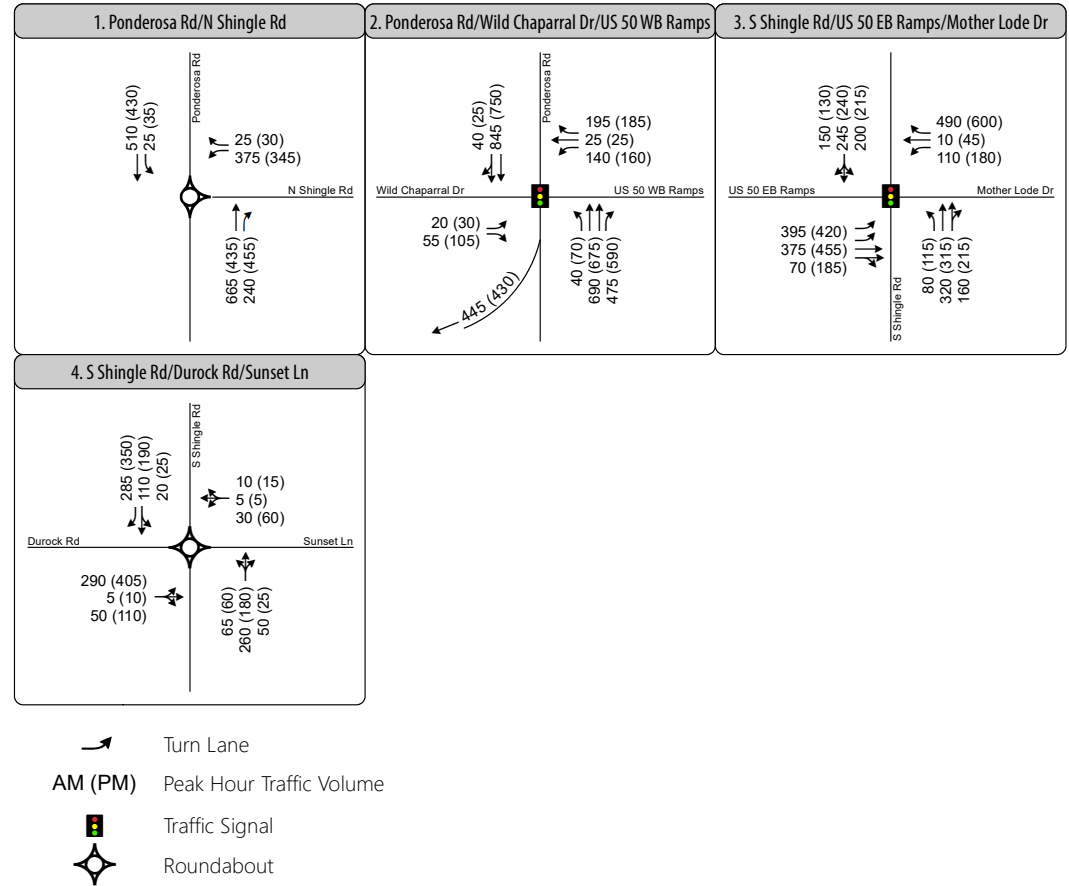 1. Ponderosa Rd/N Shingle Rd
510 (430)
25 (35)
Ponderosa Rd
25 (30)
375 (345)
N Shingle Rd
665 (435)
240 (455)
2. Ponderosa Rd/Wild Chaparral Dr/US 50 WB Ramps
40 (25)
845 (750)
Ponderosa Rd
195 (185)
25 (25)
140 (160)
Wild Chaparral Dr
US 50 WB Ramps
20 (30)
55 (105)
40 (70)
690 (675)
475 (590)
445 (430)
3. S Shingle Rd/US 50 EB Ramps/Mother Lode Dr
150 (130)
245 (240)
200 (215)
490 (600)
10 (45)
110 (180)
US 50 EB Ramps
Mother Lode Dr
395 (420)
375 (455)
70 (185)
S Shingle Rd
80 (115)
320 (315)
160 (215)
4. S Shingle Rd/Durock Rd/Sunset Ln
285 (350)
110 (190)
20 (25)
S Shingle Rd
10 (15)
5 (5)
30 (60)
Durock Rd
Sunset Ln
290 (405)
5 (10)
50 (110)
65 (60)
260 (180)
50 (25)
Turn Lane
AM (PM) Peak Hour Traffic Volume
Traffic Signal
Roundabout